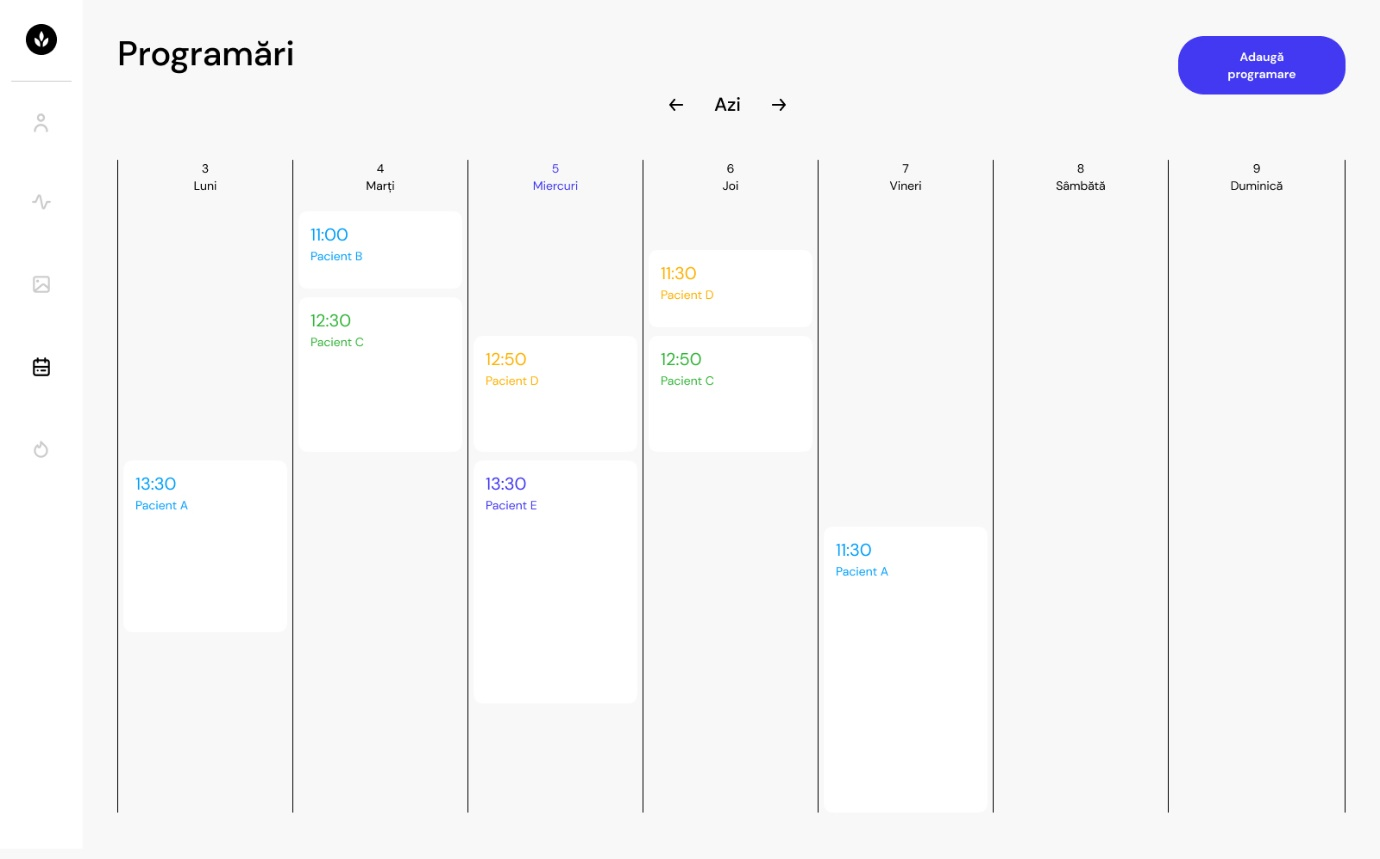 Programări
Adaugă
programare
Azi
3
Luni
4
Marți
5
Miercuri
6
Joi
7
Vineri
8
Sâmbătă
9
Duminică
13:30
Pacient A
11:00
Pacient B
12:30
Pacient C
12:50
Pacient D
13:30
Pacient E
11:30
Pacient D
12:50
Pacient C
11:30
Pacient A